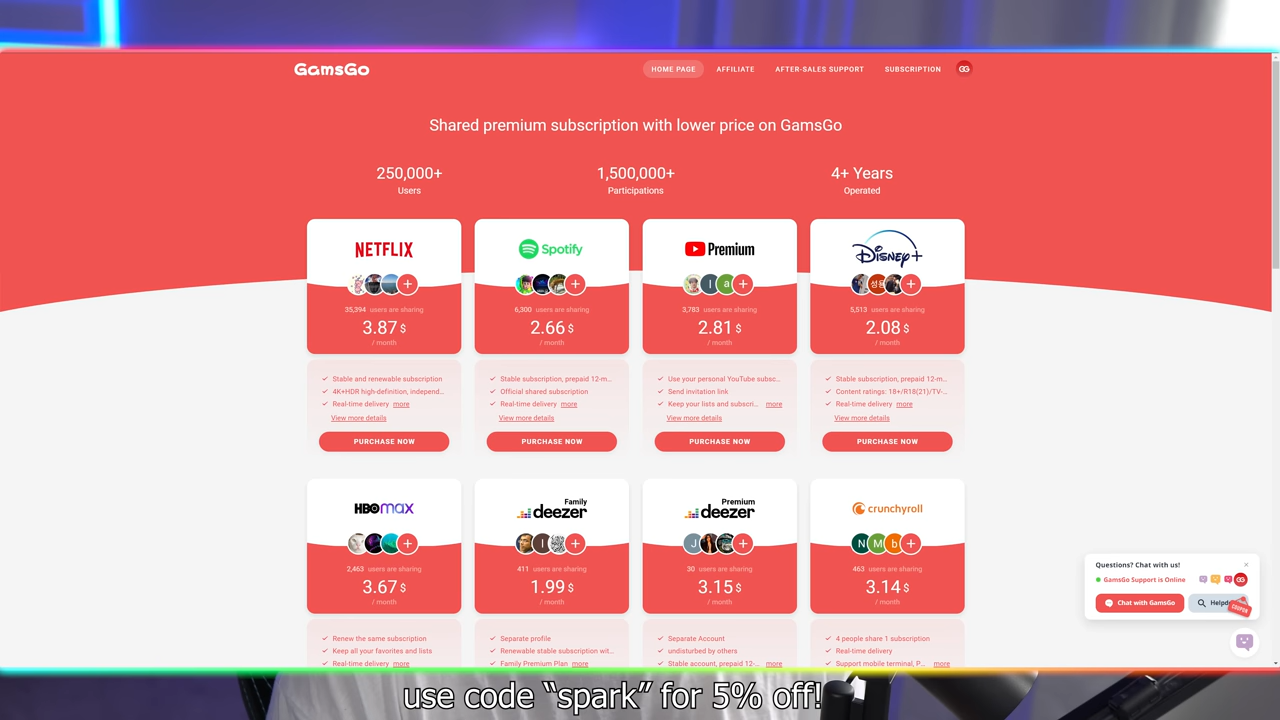 GamsGo
HOME PAGE
AFFILIATE
AFTER-SALES SUPPORT
SUBSCRIPTION
GG
Shared premium subscription with lower price on GamsGo
250,000+
Users
1,500,000+
Participations
4+ Years
Operated
NETFLIX
35,394 users are sharing
3.87 $
/ month
✓ Stable and renewable subscription
✓ 4K+HDR high-definition, independ...
✓ Real-time delivery more
View more details
PURCHASE NOW
Spotify
6,300 users are sharing
2.66 $
/ month
✓ Stable subscription, prepaid 12-m...
✓ Official shared subscription
✓ Real-time delivery more
View more details
PURCHASE NOW
Premium
I
a
3,783 users are sharing
2.81 $
/ month
✓ Use your personal YouTube subsc...
✓ Send invitation link
✓ Keep your lists and subscri... more
View more details
PURCHASE NOW
Disney+
성용
5,513 users are sharing
2.08 $
/ month
✓ Stable subscription, prepaid 12-m...
✓ Content ratings: 18+/R18(21)/TV-...
✓ Real-time delivery more
View more details
PURCHASE NOW
HBOmax
2,463 users are sharing
3.67 $
/ month
✓ Renew the same subscription
✓ Keep all your favorites and lists
✓ Real-time delivery more
Family
deezer
I
411 users are sharing
1.99 $
/ month
✓ Separate profile
✓ Renewable stable subscription wit...
✓ Family Premium Plan more
Premium
deezer
J
30 users are sharing
3.15 $
/ month
✓ Separate Account
✓ undisturbed by others
✓ Stable account, prepaid 12-... more
crunchyroll
N
M
b
463 users are sharing
3.14 $
/ month
✓ 4 people share 1 subscription
✓ Real-time delivery
✓ Support mobile terminal, P... more
Questions? Chat with us!
GamsGo Support is Online
GG
Chat with GamsGo
Helpd
COUPON
use code “spark” for 5% off!